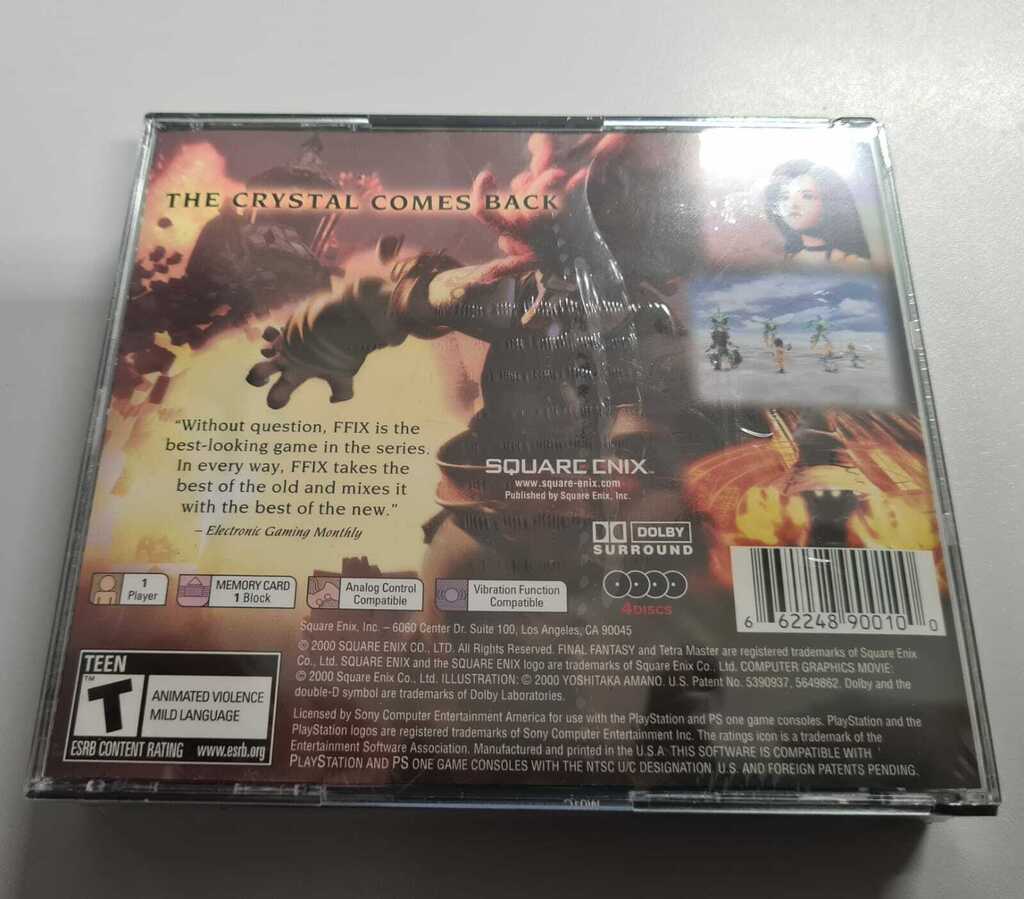 THE CRYSTAL COMES BACK
"Without question, FFIX is the
best-looking game in the series.
In every way, FFIX takes the
best of the old and mixes it
with the best of the new."
– Electronic Gaming Monthly
SQUARE ENIX™
www.square-enix.com
Published by Square Enix, Inc.
DOLBY
SURROUND
1
Player
MEMORY CARD
1 Block
Analog Control
Compatible
Vibration Function
Compatible
4 DISCS
6 62248 90010 0
Square Enix, Inc. – 6060 Center Dr. Suite 100, Los Angeles, CA 90045
© 2000 SQUARE ENIX CO., LTD. All Rights Reserved. FINAL FANTASY and Tetra Master are registered trademarks of Square Enix
Co., Ltd. SQUARE ENIX and the SQUARE ENIX logo are trademarks of Square Enix Co., Ltd. COMPUTER GRAPHICS MOVIE:
© 2000 Square Enix Co., Ltd. ILLUSTRATION: © 2000 YOSHITAKA AMANO. U.S. Patent No. 5390937, 5649862. Dolby and the
double-D symbol are trademarks of Dolby Laboratories.
TEEN
T™
ANIMATED VIOLENCE
MILD LANGUAGE
ESRB CONTENT RATING www.esrb.org
Licensed by Sony Computer Entertainment America for use with the PlayStation and PS one game consoles. PlayStation and the
PlayStation logos are registered trademarks of Sony Computer Entertainment Inc. The ratings icon is a trademark of the
Entertainment Software Association. Manufactured and printed in the U.S.A. THIS SOFTWARE IS COMPATIBLE WITH
PLAYSTATION AND PS ONE GAME CONSOLES WITH THE NTSC U/C DESIGNATION. U.S. AND FOREIGN PATENTS PENDING.